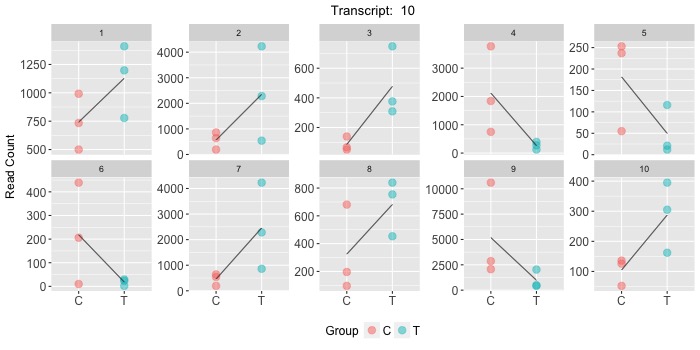 Transcript:  10
1 2 3 4 5
1250 1000 750 500
4000 3000 2000 1000 0
600 400 200
3000 2000 1000 0
250 200 150 100 50 0
Read Count
6 7 8 9 10
400 300 200 100 0
4000 3000 2000 1000 0
800 600 400 200
10000 7500 5000 2500 0
400 300 200 100
C T C T C T C T C T
Group C T